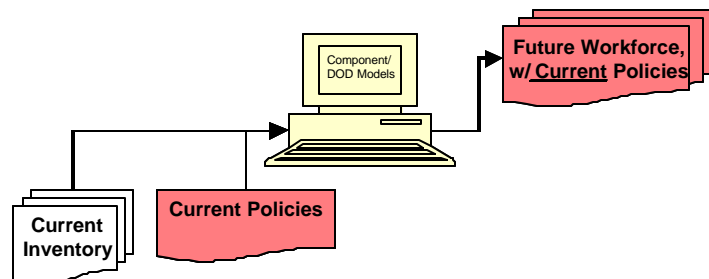 Component/
DOD Models
Future Workforce,
w/ Current Policies
Current Policies
Current
Inventory